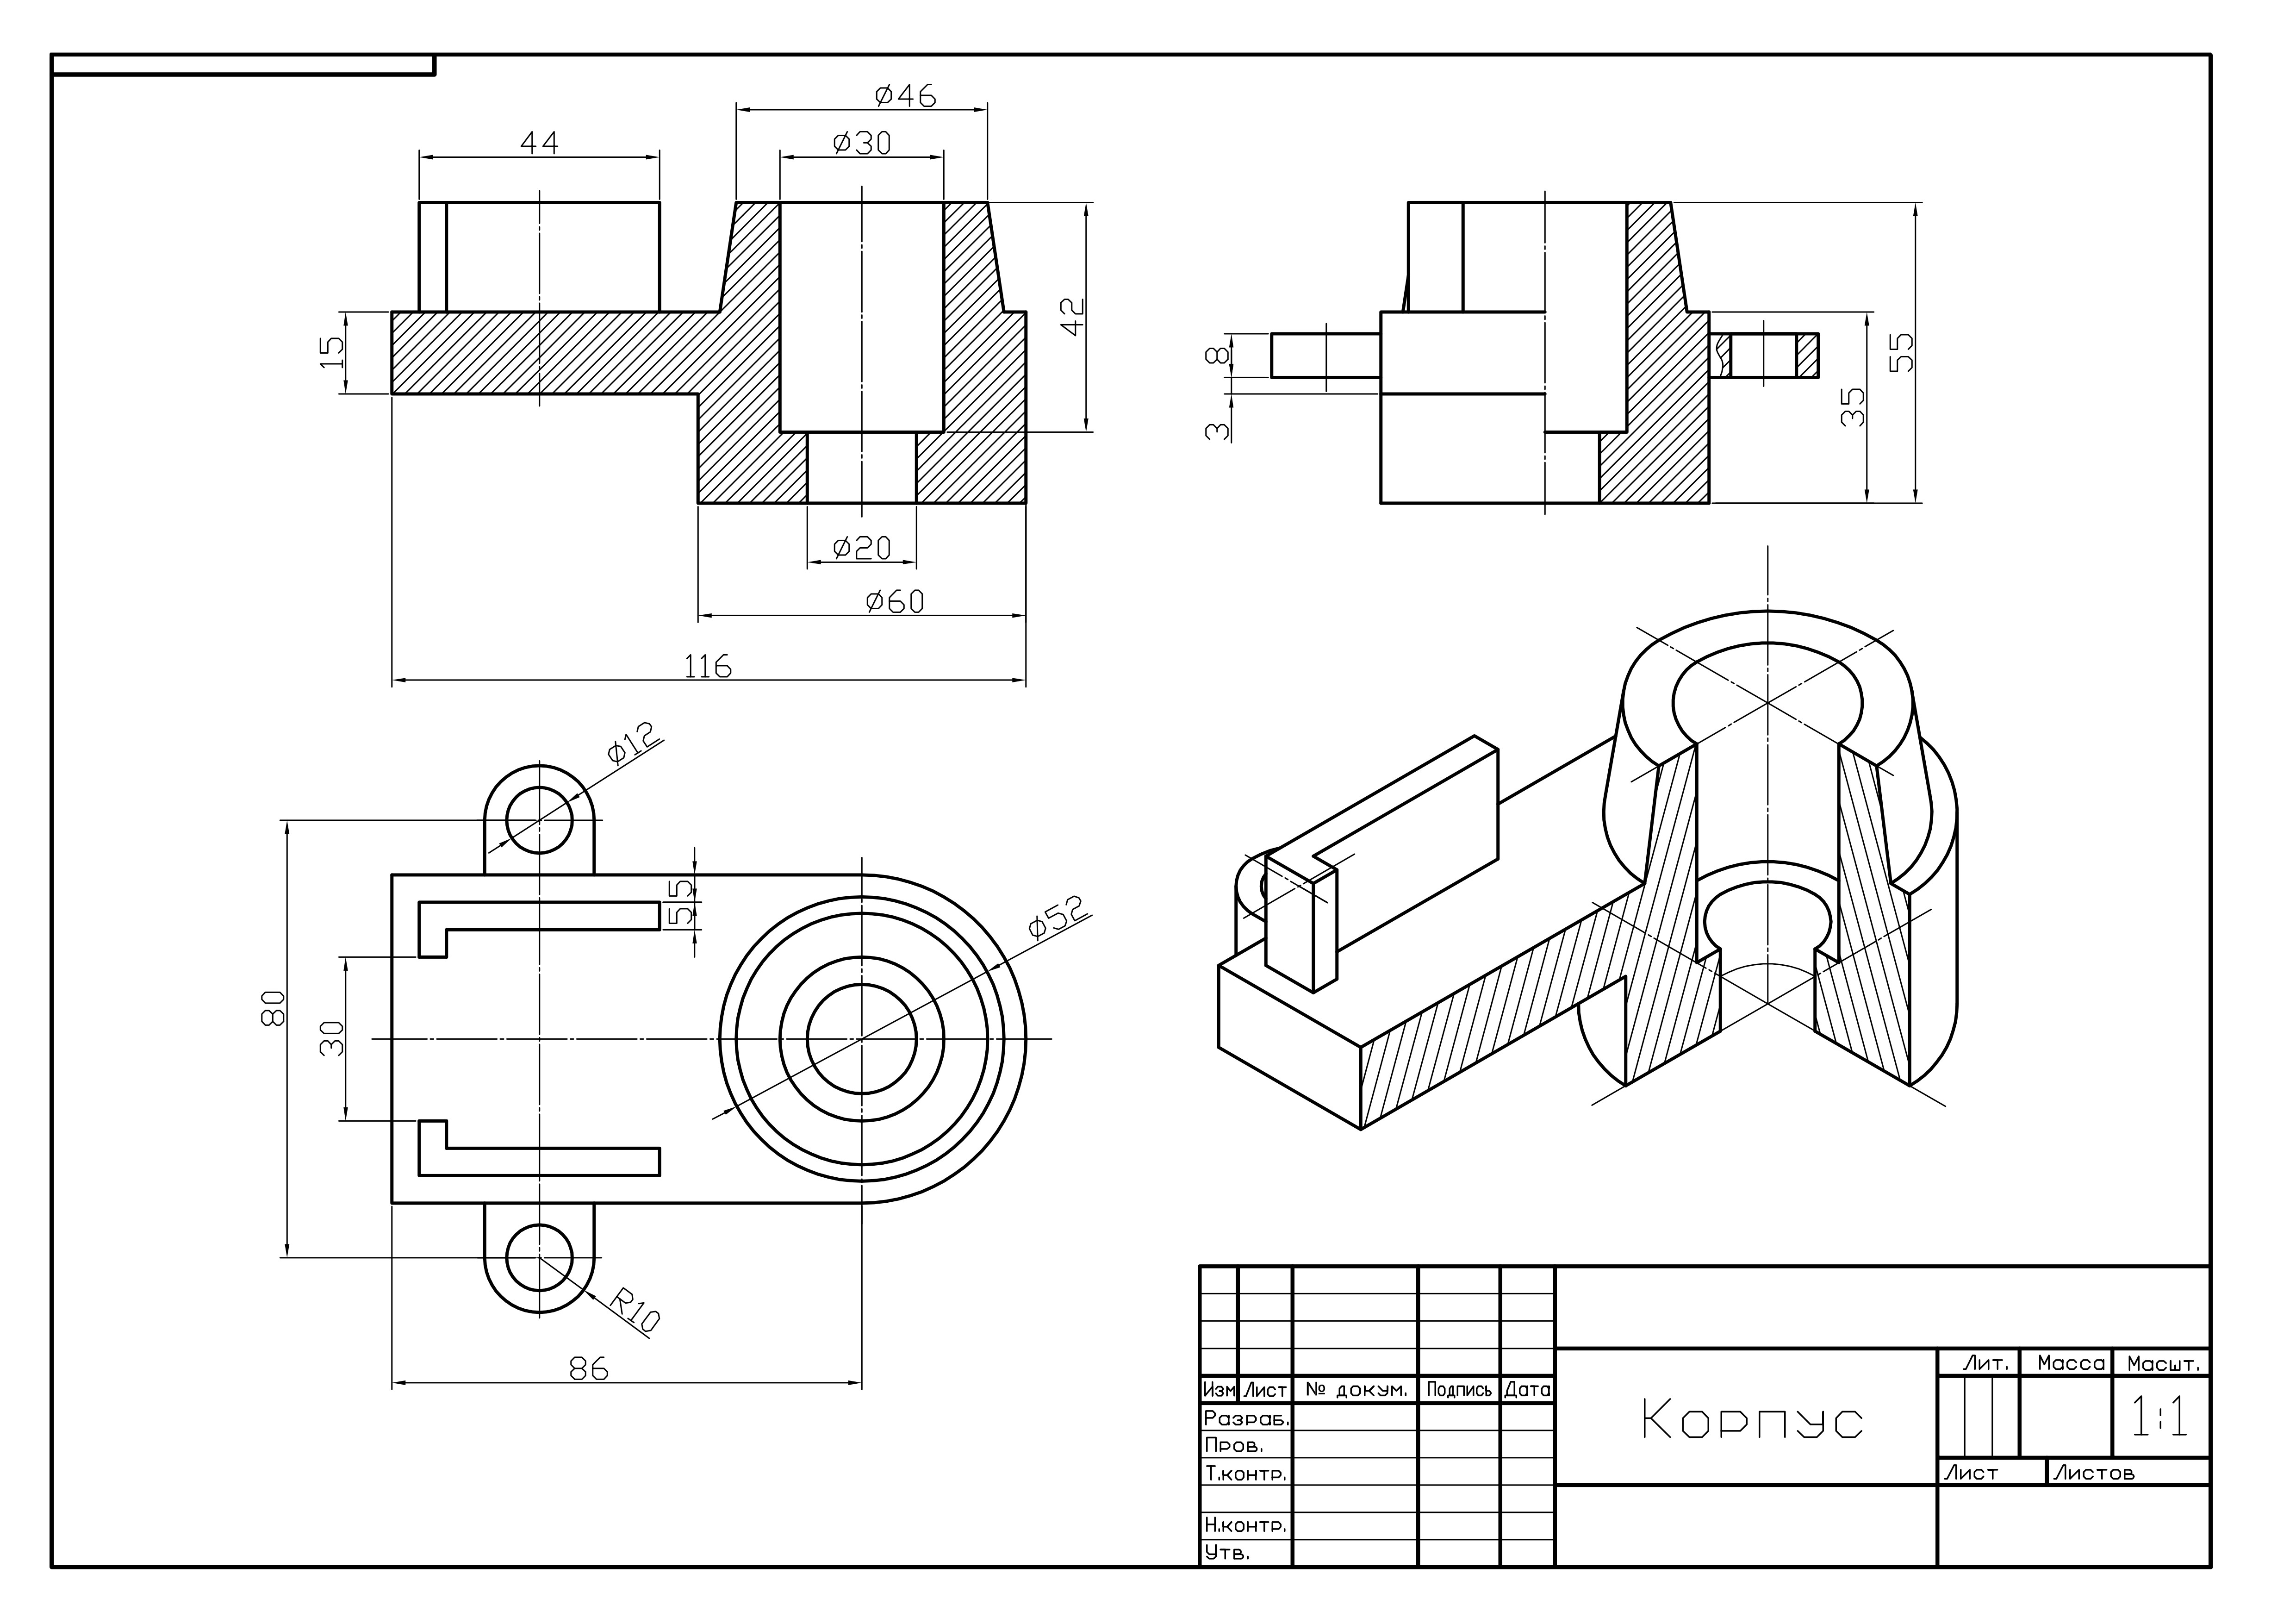 ø46
44
ø30
15
42
ø20
ø60
116
8
3
35
55
ø12
5
5
ø52
80
30
R10
86
Изм Лист № докум. Подпись Дата
Разраб.
Пров.
Т.контр.
Н.контр.
Утв.
Корпус
Лит. Масса Масшт.
1:1
Лист Листов